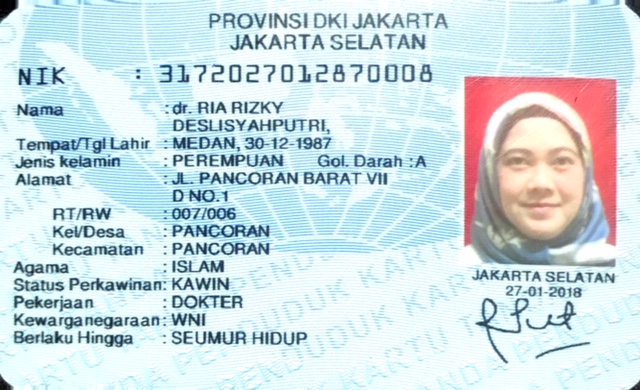 PROVINSI DKI JAKARTA
JAKARTA SELATAN
NIK : 3172027012870008
Nama : dr. RIA RIZKY
DESLISYAHPUTRI,
Tempat/Tgl Lahir : MEDAN, 30-12-1987
Jenis kelamin : PEREMPUAN Gol. Darah : A
Alamat : JL. PANCORAN BARAT VII
D NO.1
RT/RW : 007/006
Kel/Desa : PANCORAN
Kecamatan : PANCORAN
Agama : ISLAM
Status Perkawinan: KAWIN
Pekerjaan : DOKTER
Kewarganegaraan: WNI
Berlaku Hingga : SEUMUR HIDUP
JAKARTA SELATAN
27-01-2018